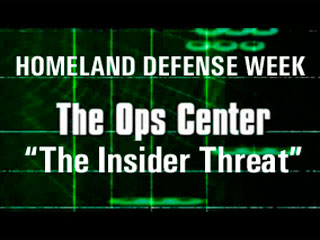 HOMELAND DEFENSE WEEK
The Ops Center
“The Insider Threat”